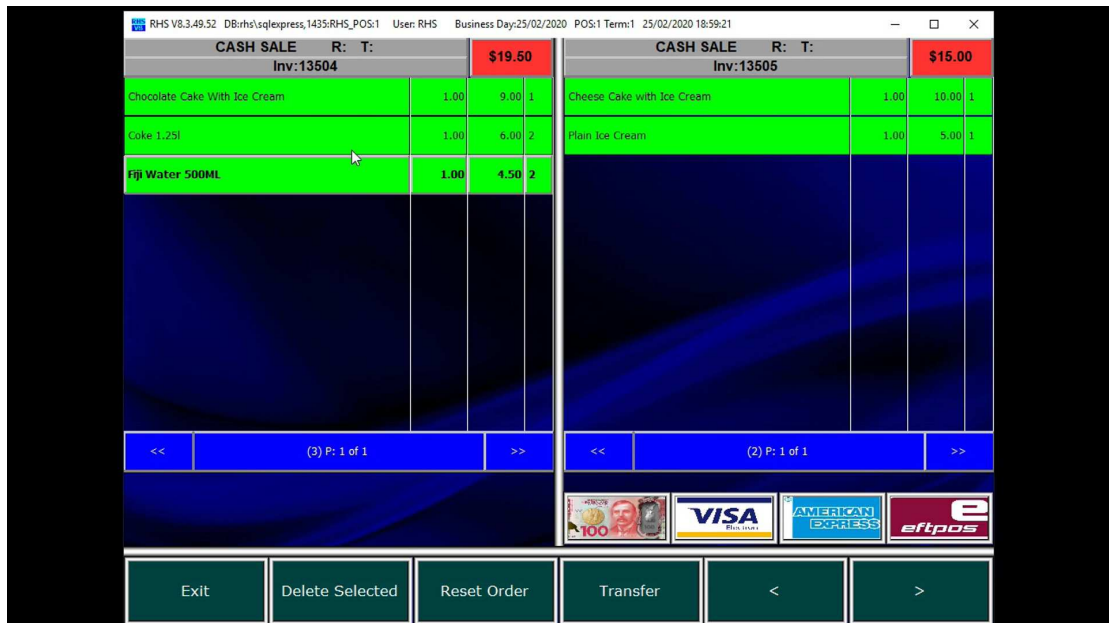 RHS V8.3.49.52 DB:rhs\sqlexpress,1435:RHS_POS:1 User: RHS Business Day:25/02/2020 POS:1 Term:1 25/02/2020 18:59:21
CASH SALE R: T:
Inv:13504
$19.50
Chocolate Cake With Ice Cream 1.00 9.00 1
Coke 1.25l 1.00 6.00 2
Fiji Water 500ML 1.00 4.50 2
<< (3) P: 1 of 1 >>
CASH SALE R: T:
Inv:13505
$15.00
Cheese Cake with Ice Cream 1.00 10.00 1
Plain Ice Cream 1.00 5.00 1
<< (2) P: 1 of 1 >>
100
VISA
Electron
AMERICAN
EXPRESS
e
eftpos
Exit Delete Selected Reset Order Transfer < >